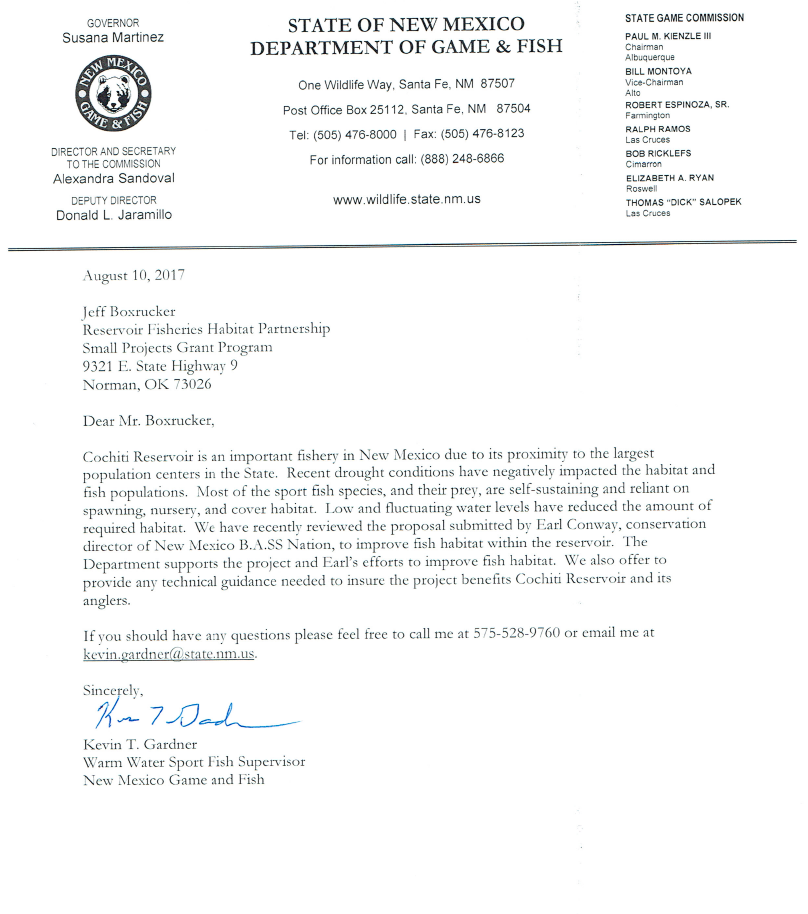 GOVERNOR
Susana Martinez
NEW MEXICO
GAME & FISH
DIRECTOR AND SECRETARY
TO THE COMMISSION
Alexandra Sandoval
DEPUTY DIRECTOR
Donald L. Jaramillo
STATE OF NEW MEXICO
DEPARTMENT OF GAME & FISH
One Wildlife Way, Santa Fe, NM 87507
Post Office Box 25112, Santa Fe, NM 87504
Tel: (505) 476-8000 | Fax: (505) 476-8123
For information call: (888) 248-6866
www.wildlife.state.nm.us
STATE GAME COMMISSION
PAUL M. KIENZLE III
Chairman
Albuquerque
BILL MONTOYA
Vice-Chairman
Alto
ROBERT ESPINOZA, SR.
Farmington
RALPH RAMOS
Las Cruces
BOB RICKLEFS
Cimarron
ELIZABETH A. RYAN
Roswell
THOMAS "DICK" SALOPEK
Las Cruces
August 10, 2017
Jeff Boxrucker
Reservoir Fisheries Habitat Partnership
Small Projects Grant Program
9321 E. State Highway 9
Norman, OK 73026
Dear Mr. Boxrucker,
Cochiti Reservoir is an important fishery in New Mexico due to its proximity to the largest
population centers in the State. Recent drought conditions have negatively impacted the habitat and
fish populations. Most of the sport fish species, and their prey, are self-sustaining and reliant on
spawning, nursery, and cover habitat. Low and fluctuating water levels have reduced the amount of
required habitat. We have recently reviewed the proposal submitted by Earl Conway, conservation
director of New Mexico B.A.SS Nation, to improve fish habitat within the reservoir. The
Department supports the project and Earl's efforts to improve fish habitat. We also offer to
provide any technical guidance needed to insure the project benefits Cochiti Reservoir and its
anglers.
If you should have any questions please feel free to call me at 575-528-9760 or email me at
kevin.gardner@state.nm.us.
Sincerely,
Kevin T. Gardner
Warm Water Sport Fish Supervisor
New Mexico Game and Fish